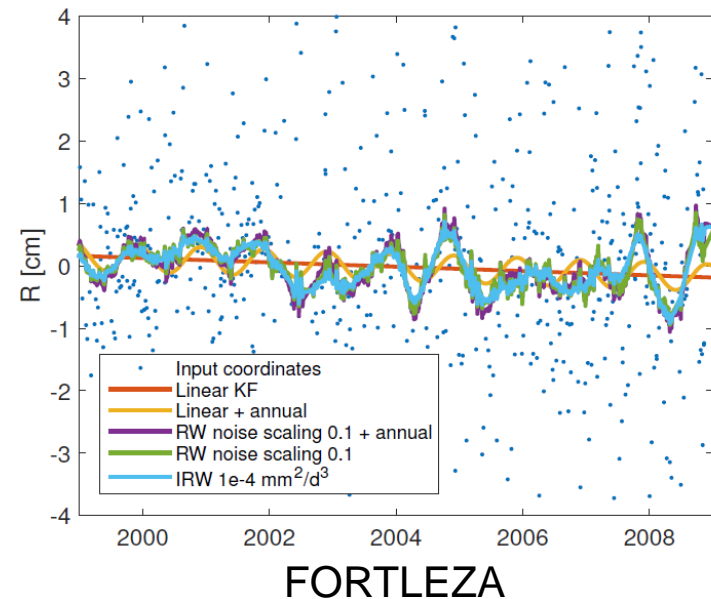 4
3
2
1
0
-1
-2
-3
-4
R [cm]
Input coordinates
Linear KF
Linear + annual
RW noise scaling 0.1 + annual
RW noise scaling 0.1
IRW 1e-4 mm²/d³
2000 2002 2004 2006 2008
FORTLEZA